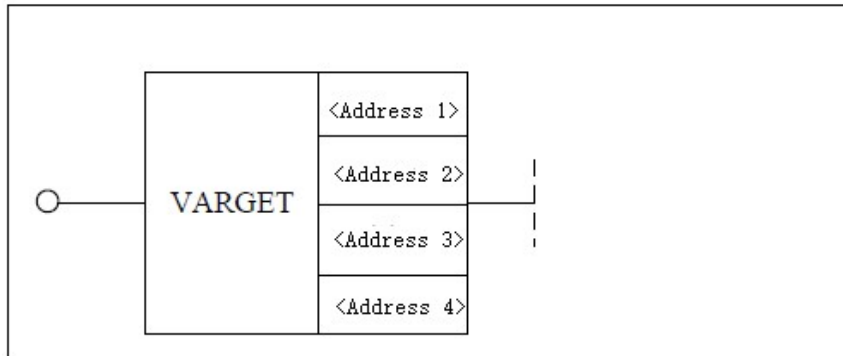 <Address 1>
<Address 2>
VARGET
<Address 3>
<Address 4>